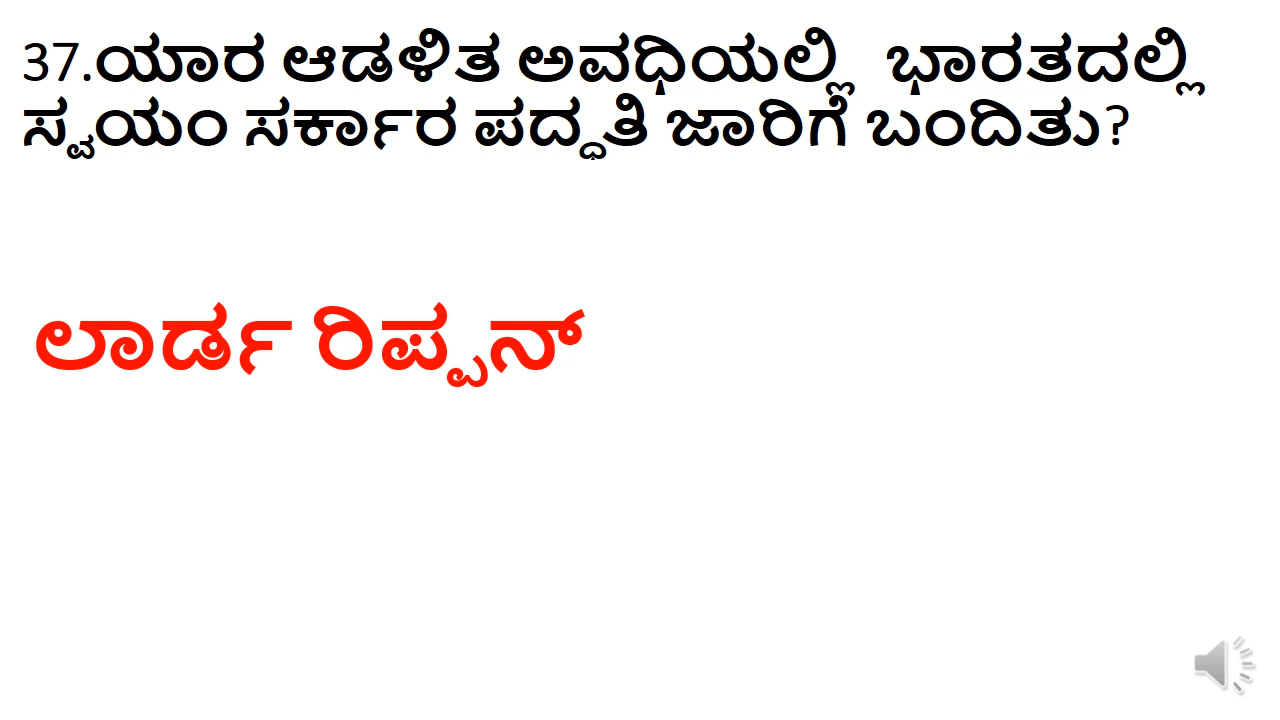 37.ಯಾರ ಆಡಳಿತ ಅವಧಿಯಲ್ಲಿ ಭಾರತದಲ್ಲಿ
ಸ್ವಯಂ ಸರ್ಕಾರ ಪದ್ಧತಿ ಜಾರಿಗೆ ಬಂದಿತು?
ಲಾರ್ಡ ರಿಪ್ಪನ್